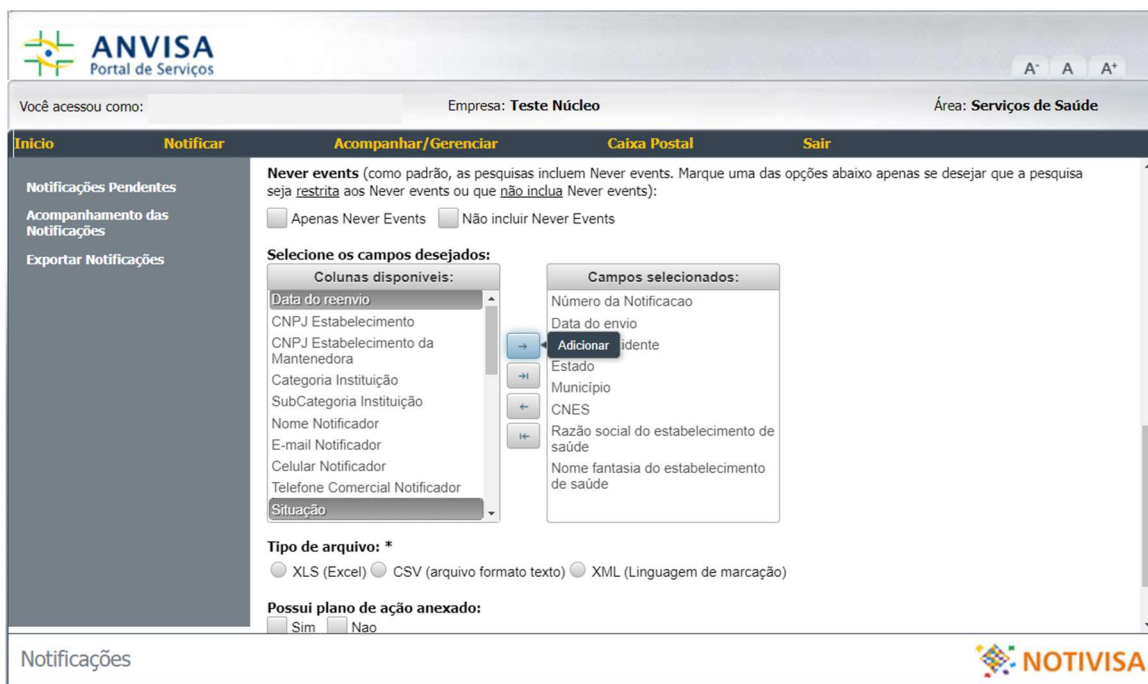 ANVISA
Portal de Serviços
A- A A+
Você acessou como:
Empresa: Teste Núcleo
Área: Serviços de Saúde
Inicio Notificar Acompanhar/Gerenciar Caixa Postal Sair
Notificações Pendentes
Acompanhamento das
Notificações
Exportar Notificações
Never events (como padrão, as pesquisas incluem Never events. Marque uma das opções abaixo apenas se desejar que a pesquisa
seja restrita aos Never events ou que não inclua Never events):
Apenas Never Events Não incluir Never Events
Selecione os campos desejados:
Colunas disponíveis:
Data do reenvio
CNPJ Estabelecimento
CNPJ Estabelecimento da
Mantenedora
Categoria Instituição
SubCategoria Instituição
Nome Notificador
E-mail Notificador
Celular Notificador
Telefone Comercial Notificador
Situação
Adicionar
Campos selecionados:
Número da Notificacao
Data do envio
idente
Estado
Município
CNES
Razão social do estabelecimento de
saúde
Nome fantasia do estabelecimento
de saúde
Tipo de arquivo: *
XLS (Excel) CSV (arquivo formato texto) XML (Linguagem de marcação)
Possui plano de ação anexado:
Sim Nao
Notificações
NOTIVISA